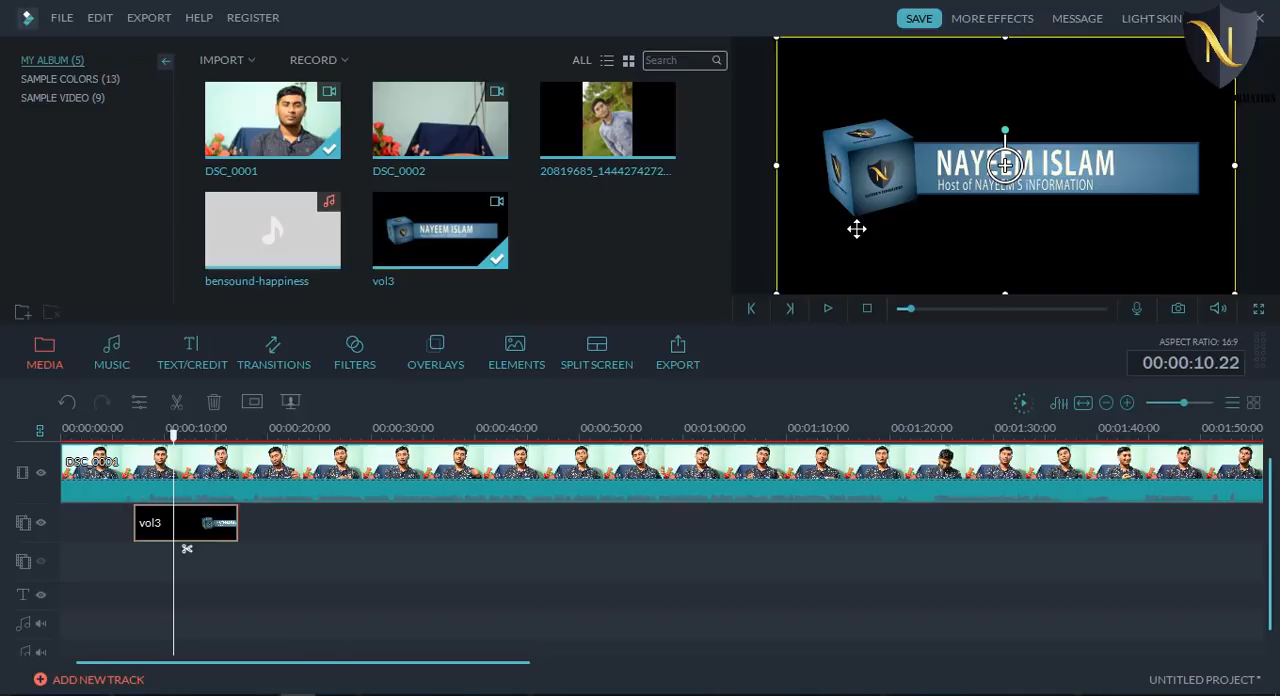 FILE EDIT EXPORT HELP REGISTER
SAVE MORE EFFECTS MESSAGE LIGHT SKIN
N
MY ALBUM (5)
SAMPLE COLORS (13)
SAMPLE VIDEO (9)
IMPORT RECORD ALL Search
DSC_0001 DSC_0002 20819685_1444274272...
NAYEEM ISLAM
bensound-happiness vol3
NAYEEM ISLAM
Host of NAYEEM'S INFORMATION
MEDIA MUSIC TEXT/CREDIT TRANSITIONS FILTERS OVERLAYS ELEMENTS SPLIT SCREEN EXPORT
ASPECT RATIO: 16:9
00:00:10.22
00:00:00:00 00:00:10:00 00:00:20:00 00:00:30:00 00:00:40:00 00:00:50:00 00:01:00:00 00:01:10:00 00:01:20:00 00:01:30:00 00:01:40:00 00:01:50:00
DSC_0001
vol3
ADD NEW TRACK
UNTITLED PROJECT *